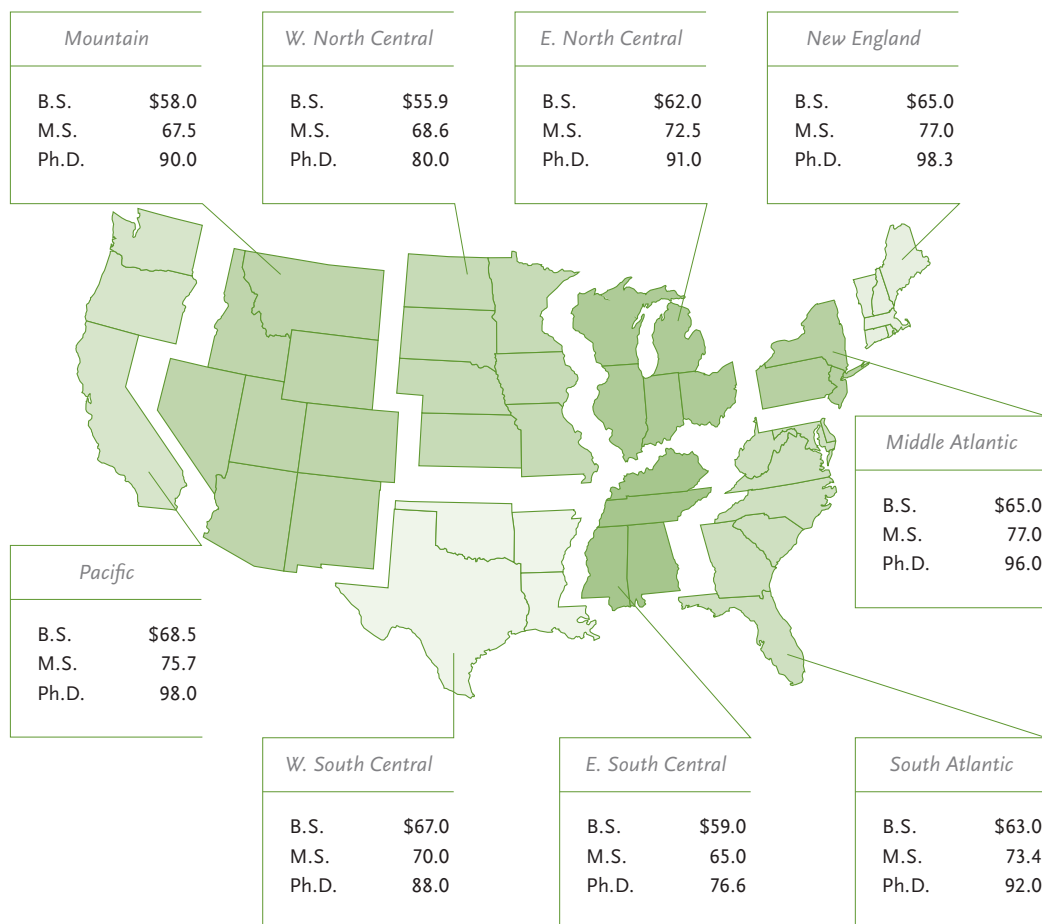 Mountain
B.S. $58.0
M.S. 67.5
Ph.D. 90.0
W. North Central
B.S. $55.9
M.S. 68.6
Ph.D. 80.0
E. North Central
B.S. $62.0
M.S. 72.5
Ph.D. 91.0
New England
B.S. $65.0
M.S. 77.0
Ph.D. 98.3
Middle Atlantic
B.S. $65.0
M.S. 77.0
Ph.D. 96.0
Pacific
B.S. $68.5
M.S. 75.7
Ph.D. 98.0
W. South Central
B.S. $67.0
M.S. 70.0
Ph.D. 88.0
E. South Central
B.S. $59.0
M.S. 65.0
Ph.D. 76.6
South Atlantic
B.S. $63.0
M.S. 73.4
Ph.D. 92.0